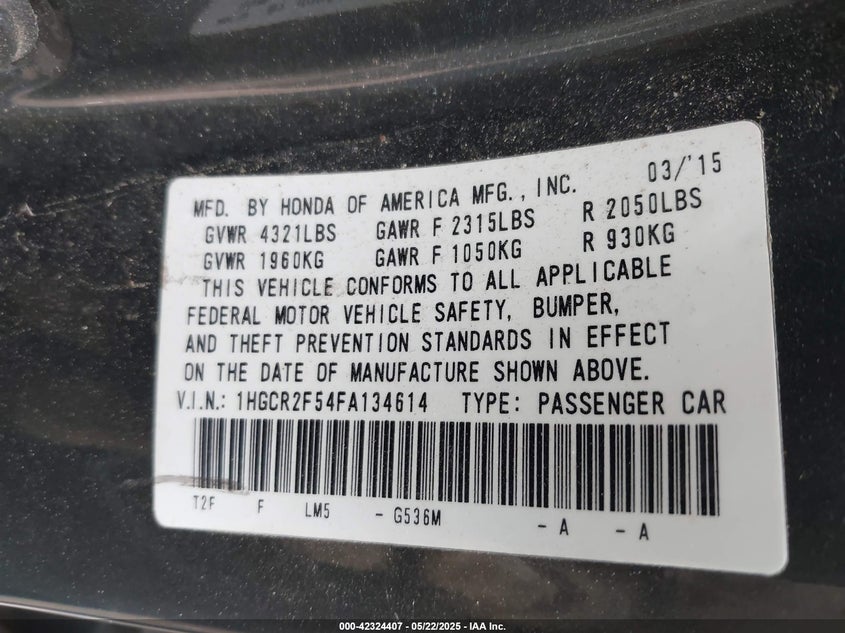 03/'15
MFD. BY HONDA OF AMERICA MFG., INC.
GVWR 4321LBS GAWR F 2315LBS R 2050LBS
GVWR 1960KG GAWR F 1050KG R 930KG
THIS VEHICLE CONFORMS TO ALL APPLICABLE
FEDERAL MOTOR VEHICLE SAFETY, BUMPER,
AND THEFT PREVENTION STANDARDS IN EFFECT
ON THE DATE OF MANUFACTURE SHOWN ABOVE.
V.I.N.: 1HGCR2F54FA134614 TYPE: PASSENGER CAR
T2F F LM5 - G536M - A - A
000-42324407 - 05/22/2025 - IAA Inc.